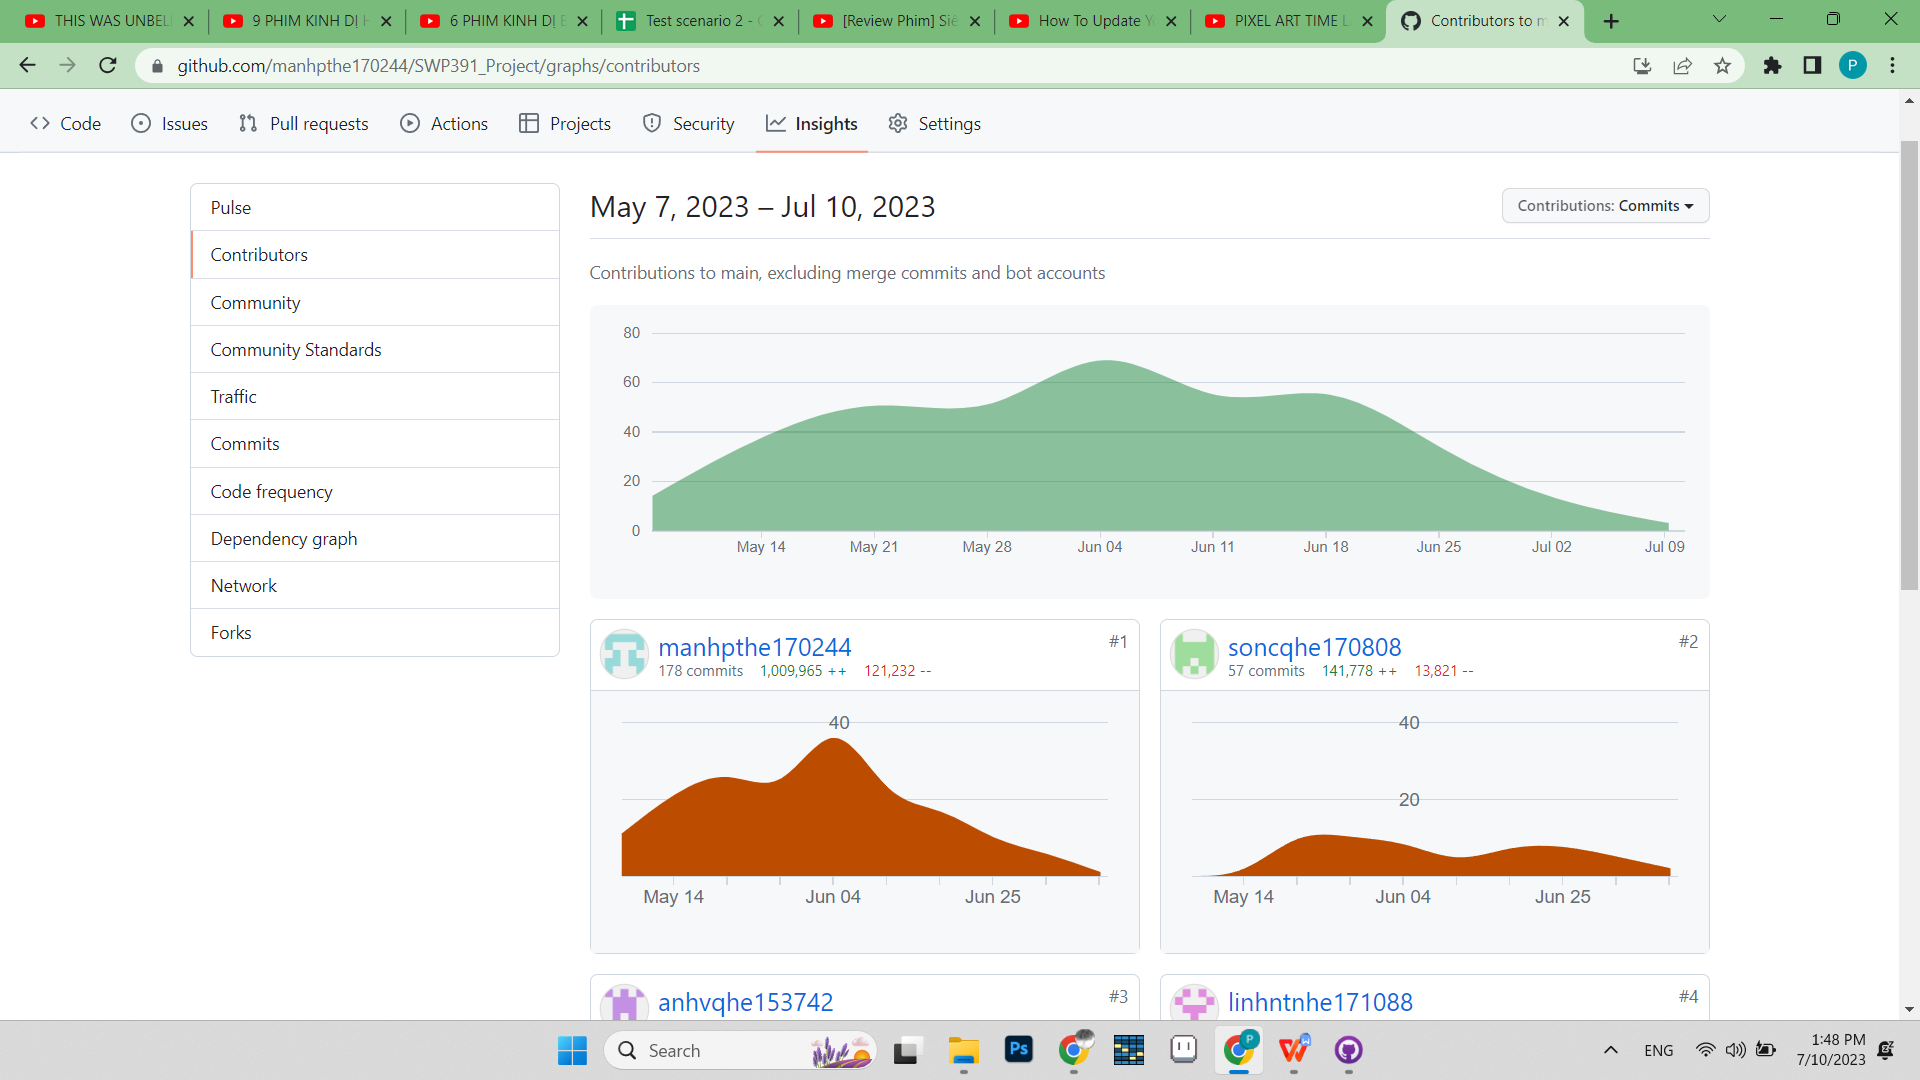 THIS WAS UNBEL
9 PHIM KINH DỊ H
6 PHIM KINH DỊ
Test scenario 2 -
[Review Phim] Siê
How To Update Y
PIXEL ART TIME L
Contributors to m
github.com/manhpthe170244/SWP391_Project/graphs/contributors
P
Code
Issues
Pull requests
Actions
Projects
Security
Insights
Settings
Pulse
Contributors
Community
Community Standards
Traffic
Commits
Code frequency
Dependency graph
Network
Forks
May 7, 2023 – Jul 10, 2023
Contributions: Commits
Contributions to main, excluding merge commits and bot accounts
80
60
40
20
0
May 14 May 21 May 28 Jun 04 Jun 11 Jun 18 Jun 25 Jul 02 Jul 09
manhpthe170244
#1
178 commits 1,009,965 ++ 121,232 --
40
May 14 Jun 04 Jun 25
soncqhe170808
#2
57 commits 141,778 ++ 13,821 --
40
20
May 14 Jun 04 Jun 25
anhvqhe153742
#3
linhntnhe171088
#4
Search
Ps
P
W
ENG
1:48 PM
7/10/2023